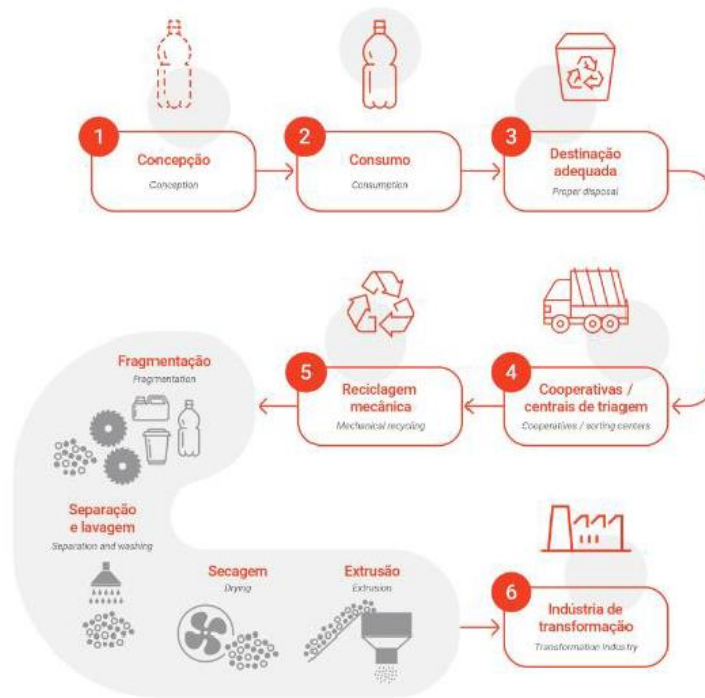 1
Concepção
Conception
2
Consumo
Consumption
3
Destinação
adequada
Proper disposal
4
Cooperativas /
centrais de triagem
Cooperatives / sorting centers
5
Reciclagem
mecânica
Mechanical recycling
Fragmentação
Fragmentation
Separação
e lavagem
Separation and washing
Secagem
Drying
Extrusão
Extrusion
6
Indústria de
transformação
Transformation Industry